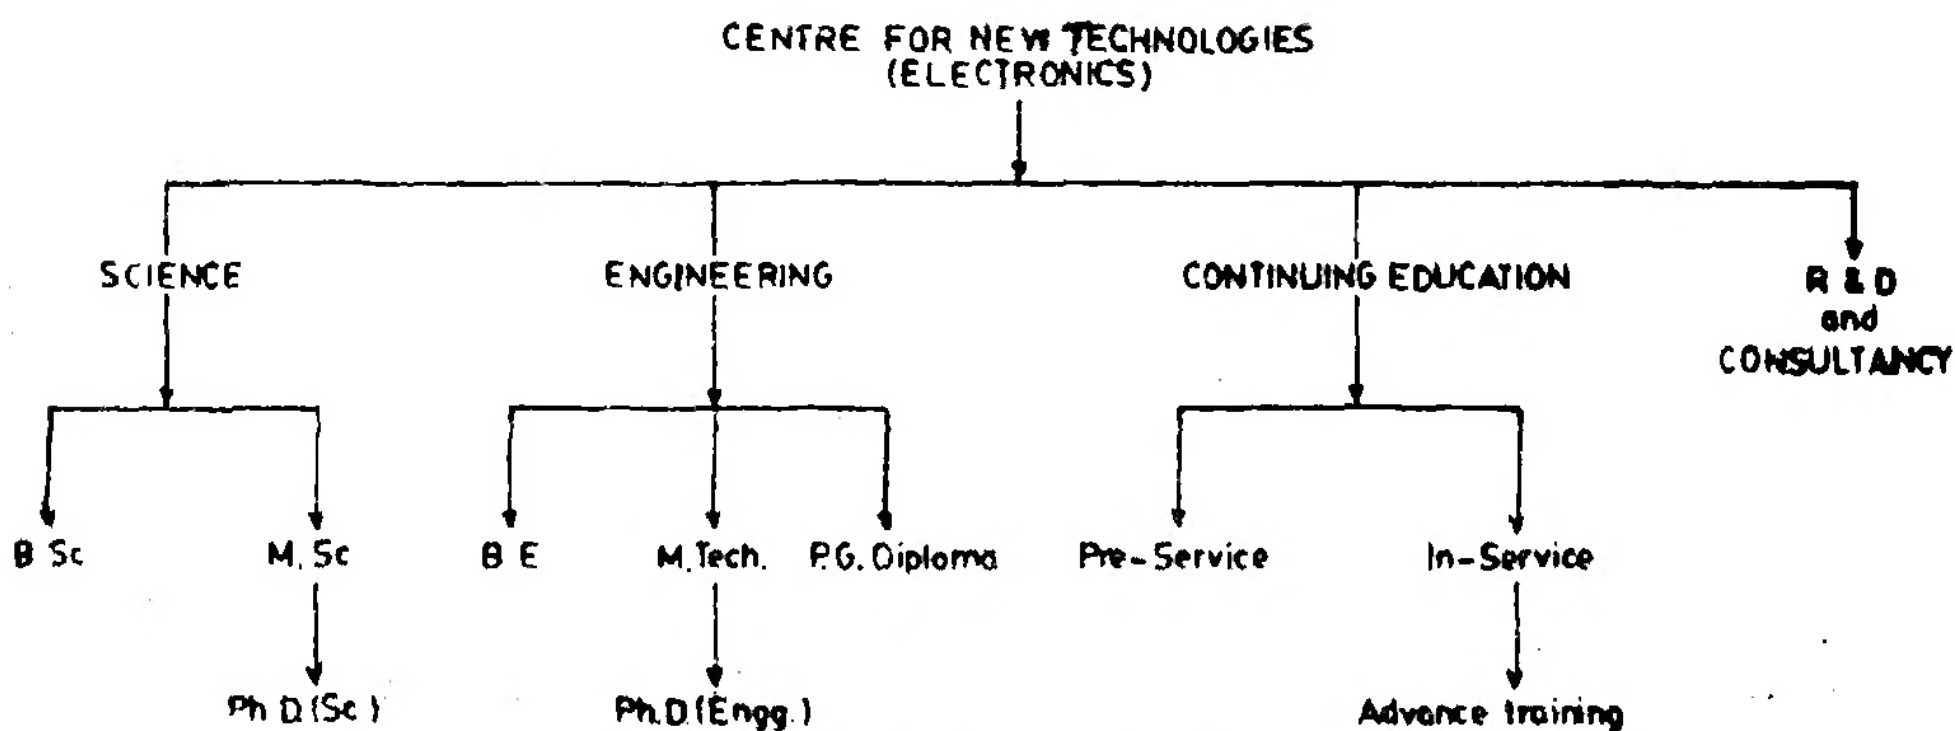 CENTRE FOR NEW TECHNOLOGIES
(ELECTRONICS)
SCIENCE
ENGINEERING
CONTINUING EDUCATION
R & D
and
CONSULTANCY
B Sc
M. Sc
B E
M. Tech.
P.G. Diploma
Pre-Service
In-Service
Ph D.(Sc)
Ph.D.(Engg.)
Advance training